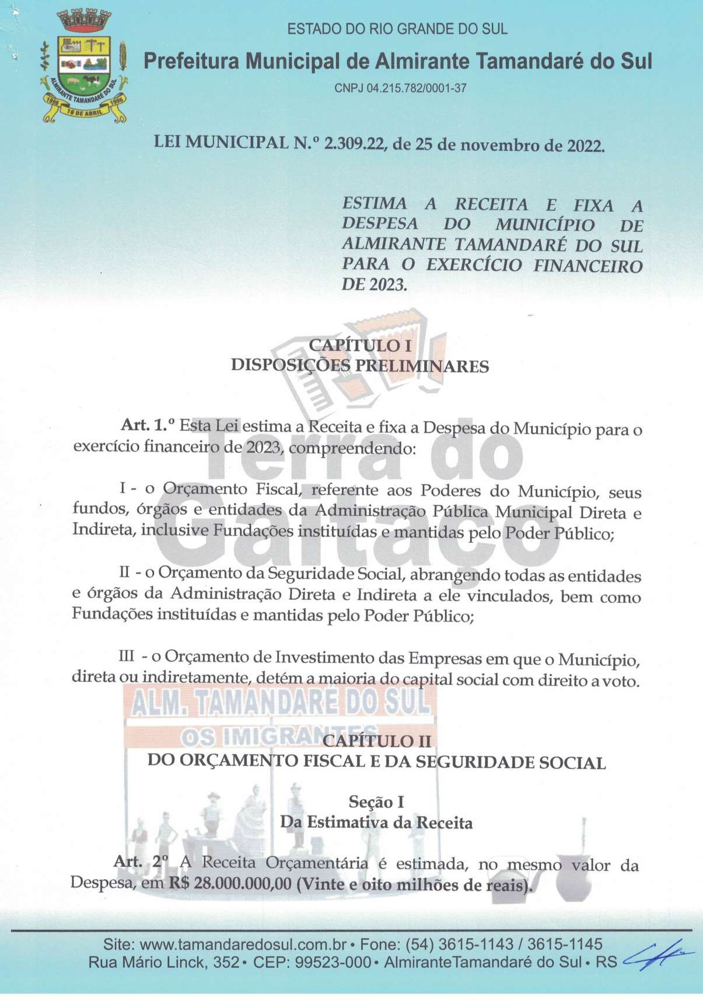 ESTADO DO RIO GRANDE DO SUL
Prefeitura Municipal de Almirante Tamandaré do Sul
CNPJ 04.215.782/0001-37
ALMIRANTE TAMANDARÉ DO SUL
1996 16 DE ABRIL 1996
LEI MUNICIPAL N.º 2.309.22, de 25 de novembro de 2022.
ESTIMA A RECEITA E FIXA A
DESPESA DO MUNICÍPIO DE
ALMIRANTE TAMANDARÉ DO SUL
PARA O EXERCÍCIO FINANCEIRO
DE 2023.
CAPÍTULO I
DISPOSIÇÕES PRELIMINARES
Terra do
Gaitaço
Art. 1.º Esta Lei estima a Receita e fixa a Despesa do Município para o
exercício financeiro de 2023, compreendendo:
I - o Orçamento Fiscal, referente aos Poderes do Município, seus
fundos, órgãos e entidades da Administração Pública Municipal Direta e
Indireta, inclusive Fundações instituídas e mantidas pelo Poder Público;
II - o Orçamento da Seguridade Social, abrangendo todas as entidades
e órgãos da Administração Direta e Indireta a ele vinculados, bem como
Fundações instituídas e mantidas pelo Poder Público;
III - o Orçamento de Investimento das Empresas em que o Município,
direta ou indiretamente, detém a maioria do capital social com direito a voto.
ALM. TAMANDARÉ DO SUL
OS IMIGRANTES
CAPÍTULO II
DO ORÇAMENTO FISCAL E DA SEGURIDADE SOCIAL
Seção I
Da Estimativa da Receita
Art. 2º A Receita Orçamentária é estimada, no mesmo valor da
Despesa, em R$ 28.000.000,00 (Vinte e oito milhões de reais).
Site: www.tamandaredosul.com.br • Fone: (54) 3615-1143 / 3615-1145
Rua Mário Linck, 352 • CEP: 99523-000 • AlmiranteTamandaré do Sul • RS